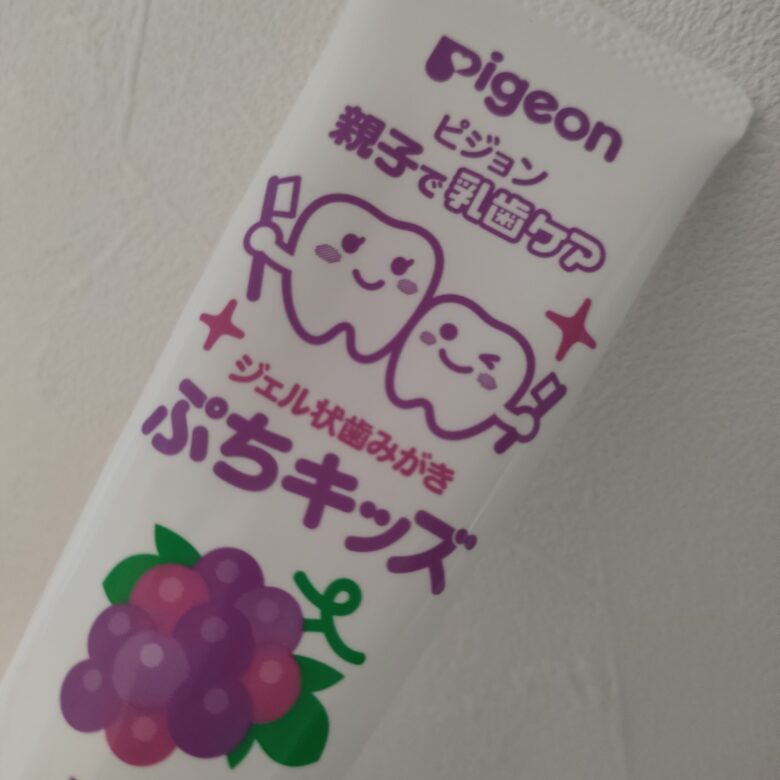 Pigeon
ピジョン
親子で乳歯ケア
ジェル状歯みがき
ぷちキッズ